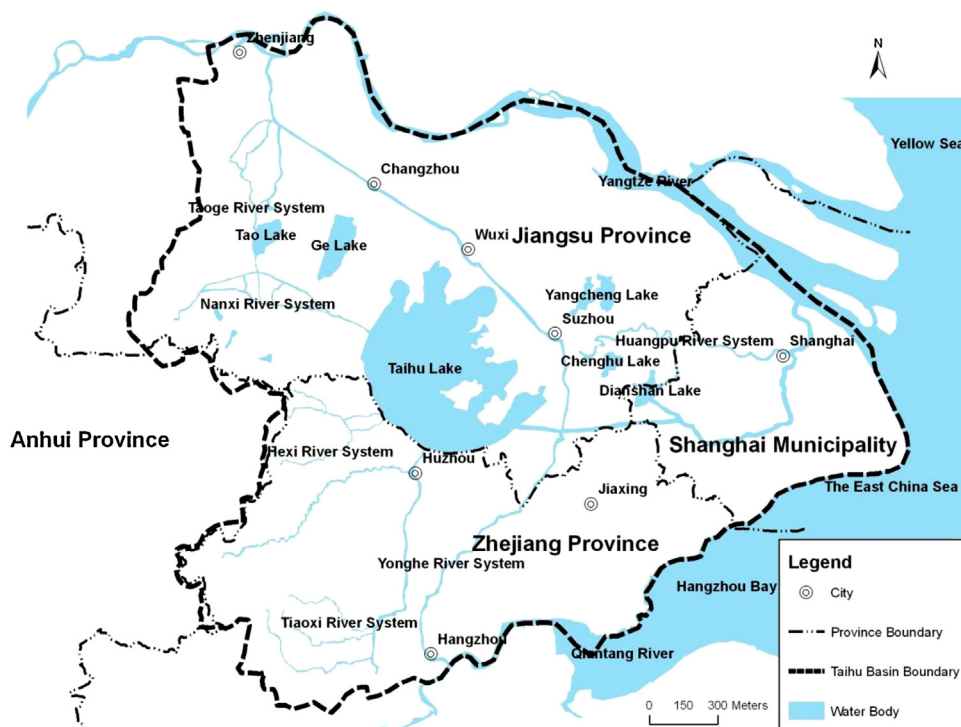 Zhenjiang
N
Yellow Sea
Changzhou
Yangtze River
Taoge River System
Tao Lake
Ge Lake
Wuxi
Jiangsu Province
Nanxi River System
Yangcheng Lake
Suzhou
Huangpu River System
Shanghai
Taihu Lake
Chenghu Lake
Dianshan Lake
Anhui Province
Hexi River System
Huzhou
Shanghai Municipality
Jiaxing
The East China Sea
Zhejiang Province
Yonghe River System
Hangzhou Bay
Tiaoxi River System
Hangzhou
Qiantang River
0 150 300 Meters
Legend
City
Province Boundary
Taihu Basin Boundary
Water Body